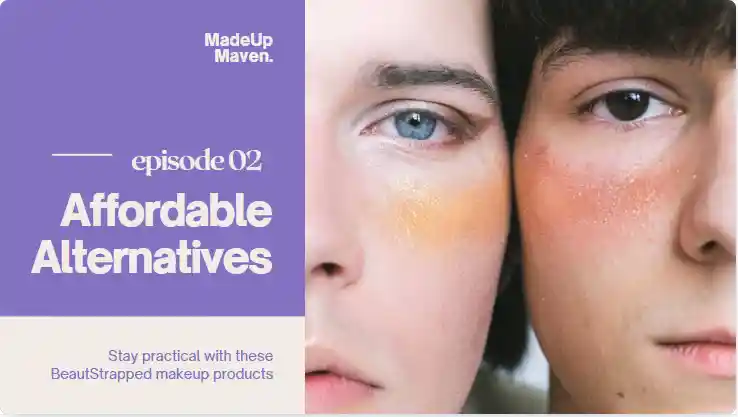 MadeUp
Maven.
episode 02
Affordable
Alternatives
Stay practical with these
BeautStrapped makeup products